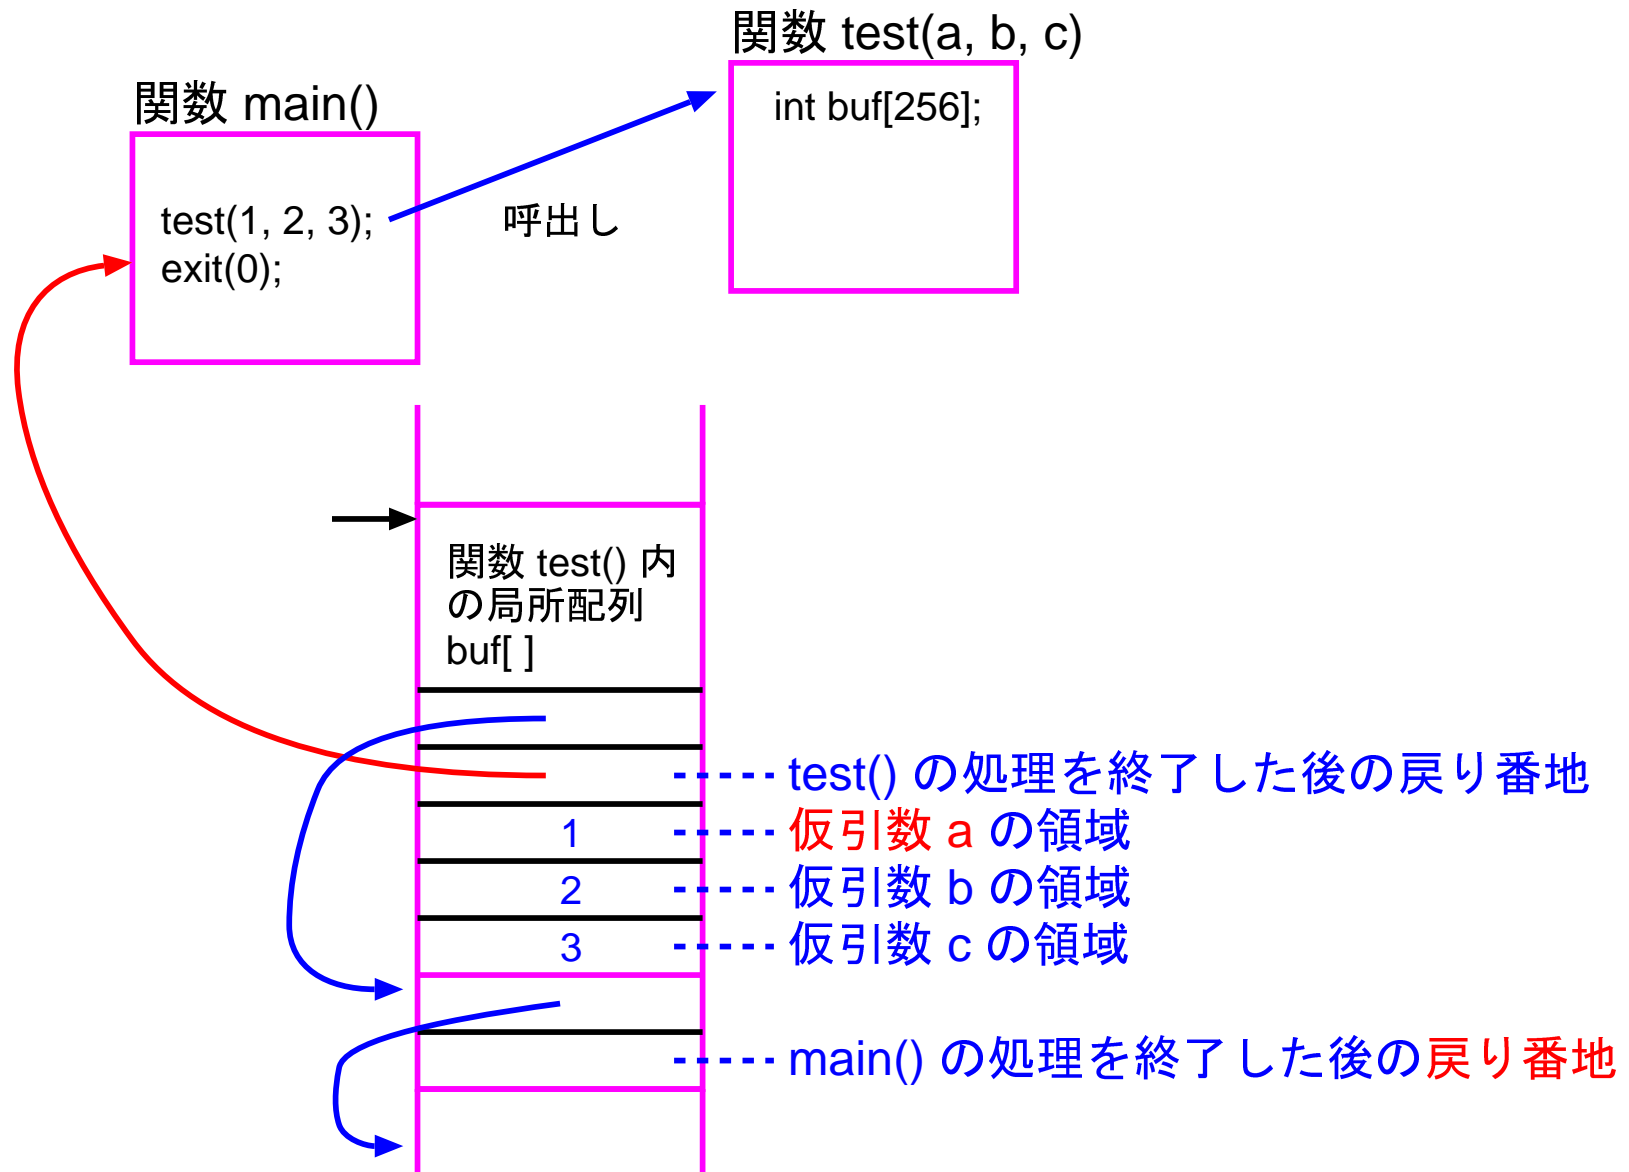 関数 test(a, b, c)
int buf[256];
関数 main()
test(1, 2, 3);
exit(0);
呼出し
関数 test() 内
の局所配列
buf[ ]
test() の処理を終了した後の戻り番地
1
仮引数 a の領域
2
仮引数 b の領域
3
仮引数 c の領域
main() の処理を終了した後の戻り番地